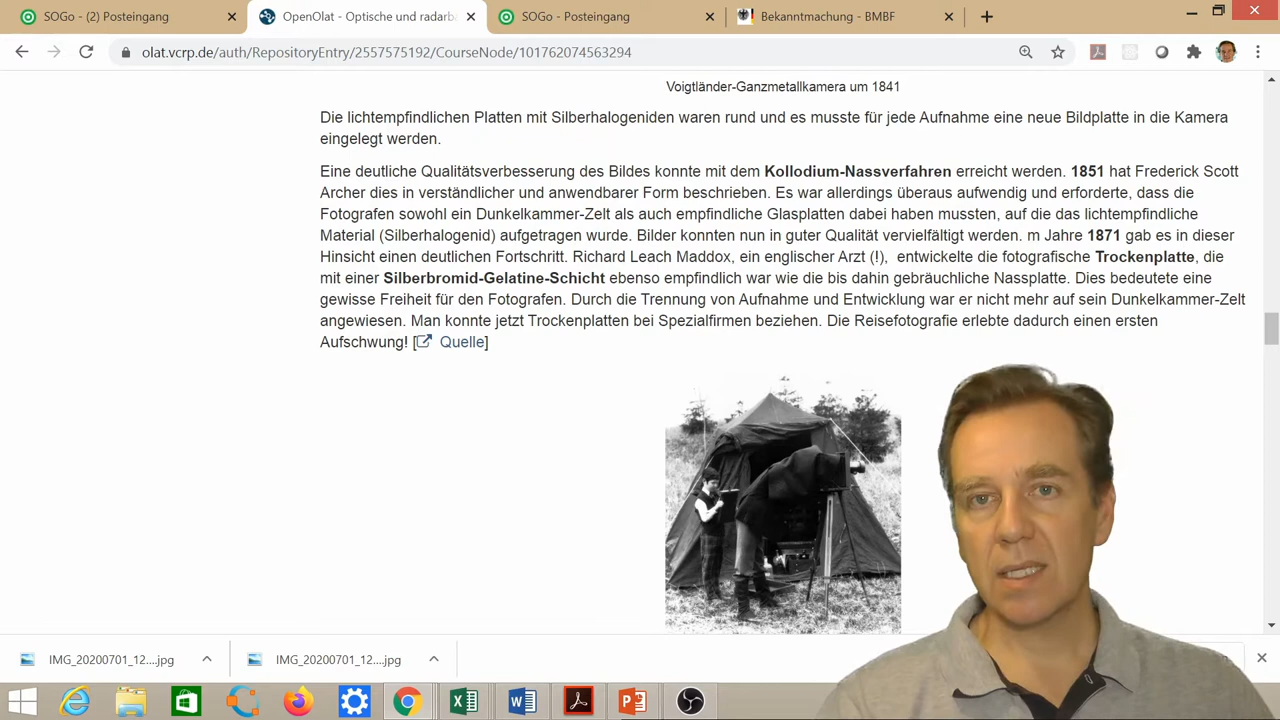 SOGo - (2) Posteingang
OpenOlat - Optische und radarba
SOGo - Posteingang
Bekanntmachung - BMBF
olat.vcrp.de/auth/RepositoryEntry/2557575192/CourseNode/101762074563294
Voigtländer-Ganzmetallkamera um 1841
Die lichtempfindlichen Platten mit Silberhalogeniden waren rund und es musste für jede Aufnahme eine neue Bildplatte in die Kamera
eingelegt werden.
Eine deutliche Qualitätsverbesserung des Bildes konnte mit dem Kollodium-Nassverfahren erreicht werden. 1851 hat Frederick Scott
Archer dies in verständlicher und anwendbarer Form beschrieben. Es war allerdings überaus aufwendig und erforderte, dass die
Fotografen sowohl ein Dunkelkammer-Zelt als auch empfindliche Glasplatten dabei haben mussten, auf die das lichtempfindliche
Material (Silberhalogenid) aufgetragen wurde. Bilder konnten nun in guter Qualität vervielfältigt werden. m Jahre 1871 gab es in dieser
Hinsicht einen deutlichen Fortschritt. Richard Leach Maddox, ein englischer Arzt (!), entwickelte die fotografische Trockenplatte, die
mit einer Silberbromid-Gelatine-Schicht ebenso empfindlich war wie die bis dahin gebräuchliche Nassplatte. Dies bedeutete eine
gewisse Freiheit für den Fotografen. Durch die Trennung von Aufnahme und Entwicklung war er nicht mehr auf sein Dunkelkammer-Zelt
angewiesen. Man konnte jetzt Trockenplatten bei Spezialfirmen beziehen. Die Reisefotografie erlebte dadurch einen ersten
Aufschwung! [Quelle]
IMG_20200701_12....jpg
IMG_20200701_12....jpg